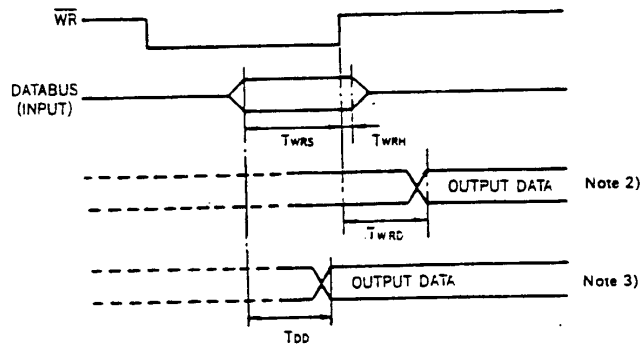 WR
DATABUS
(INPUT)
TWRS TWRH
OUTPUT DATA Note 2)
TWRD
OUTPUT DATA Note 3)
TDD